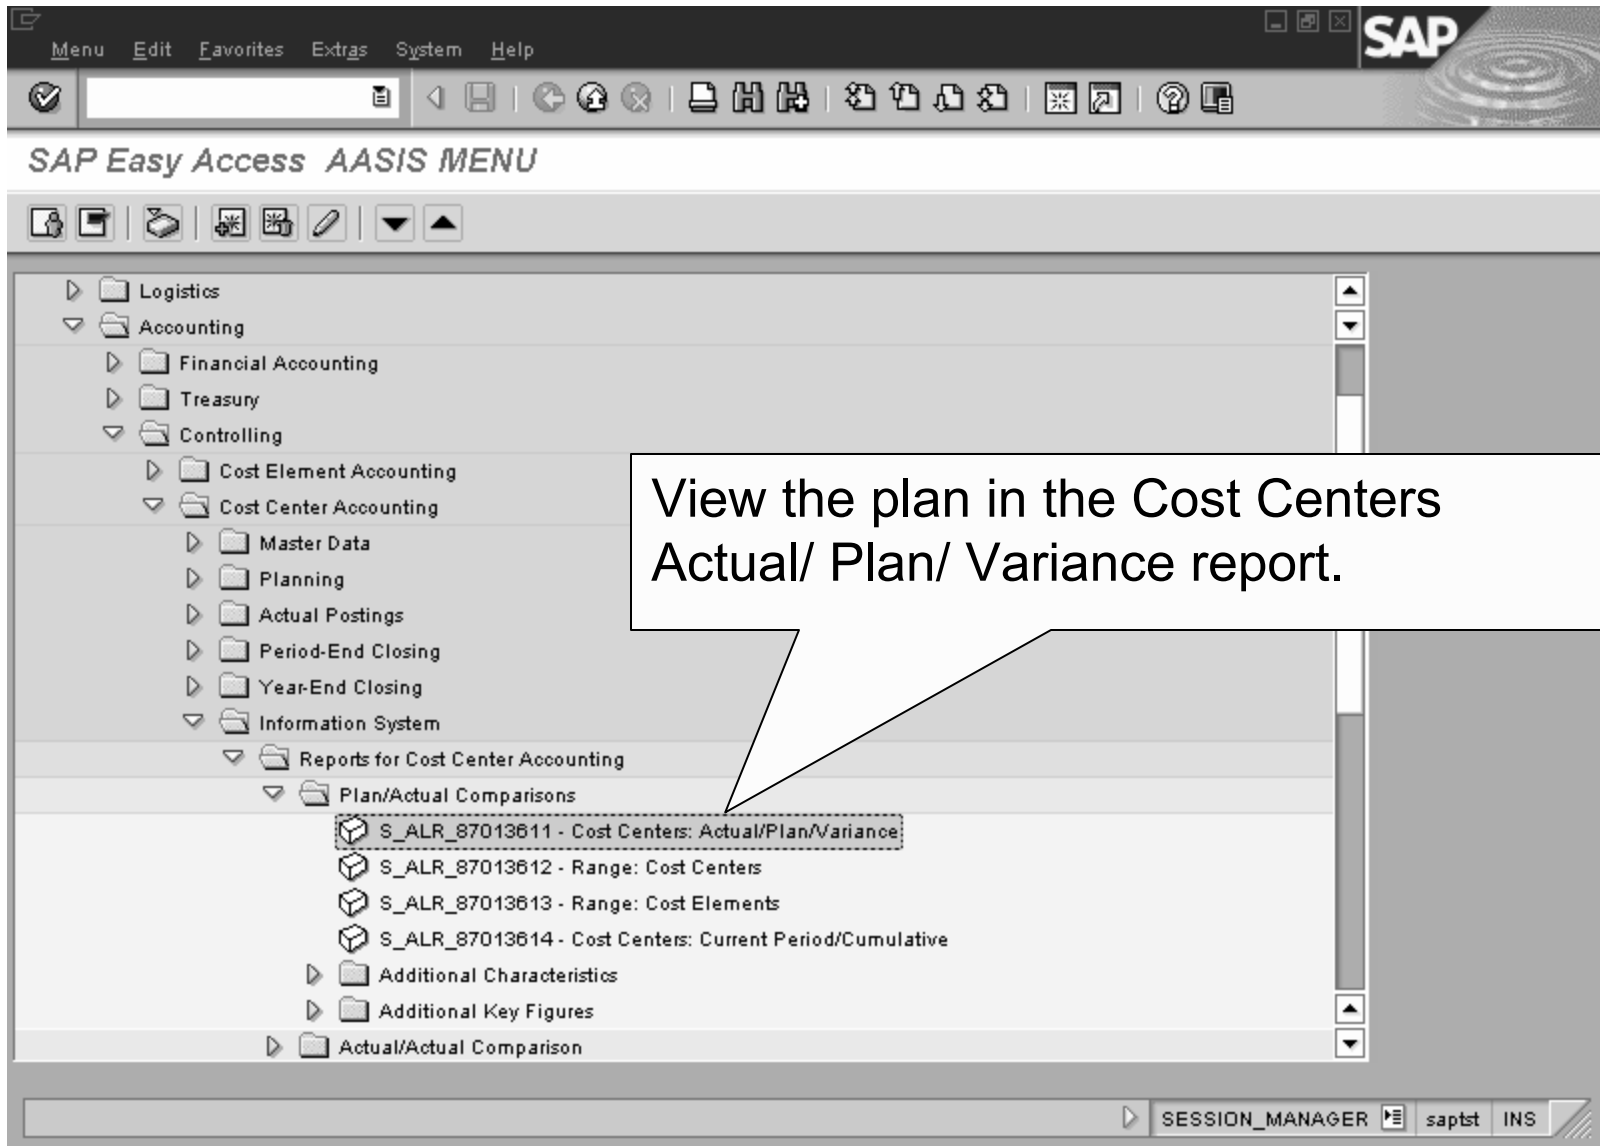 SAP
Menu Edit Favorites Extras System Help
SAP Easy Access AASIS MENU
Logistics
Accounting
Financial Accounting
Treasury
Controlling
Cost Element Accounting
Cost Center Accounting
View the plan in the Cost Centers
Actual/ Plan/ Variance report.
Master Data
Planning
Actual Postings
Period-End Closing
Year-End Closing
Information System
Reports for Cost Center Accounting
Plan/Actual Comparisons
S_ALR_87013611 - Cost Centers: Actual/Plan/Variance
S_ALR_87013612 - Range: Cost Centers
S_ALR_87013613 - Range: Cost Elements
S_ALR_87013614 - Cost Centers: Current Period/Cumulative
Additional Characteristics
Additional Key Figures
Actual/Actual Comparison
SESSION_MANAGER saptst INS